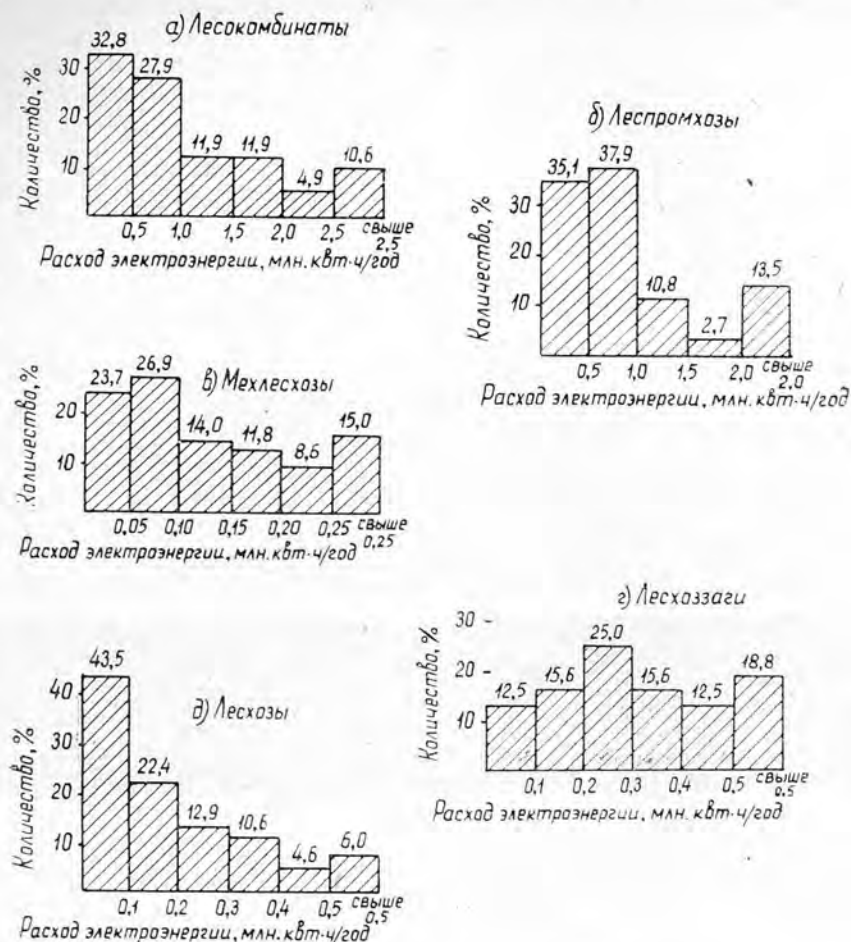 а) Лесокомбинаты
Количество, %
30
20
10
32,8
27,9
11,9
11,9
4,9
10,6
0,5 1,0 1,5 2,0 2,5 свыше 2,5
Расход электроэнергии, млн. квт·ч/год
б) Леспромхозы
Количество, %
30
20
10
35,1
37,9
10,8
2,7
13,5
0,5 1,0 1,5 2,0 свыше 2,0
Расход электроэнергии, млн. квт·ч/год
в) Мехлесхозы
Количество, %
20
10
23,7
26,9
14,0
11,8
8,6
15,0
0,05 0,10 0,15 0,20 0,25 свыше 0,25
Расход электроэнергии, млн. квт·ч/год
г) Лесхоззаги
Количество, %
30
20
10
12,5
15,6
25,0
15,6
12,5
18,8
0,1 0,2 0,3 0,4 0,5 свыше 0,5
Расход электроэнергии, млн. квт·ч/год
д) Лесхозы
Количество, %
40
30
20
10
43,5
22,4
12,9
10,6
4,6
6,0
0,1 0,2 0,3 0,4 0,5 свыше 0,5
Расход электроэнергии, млн. квт·ч/год